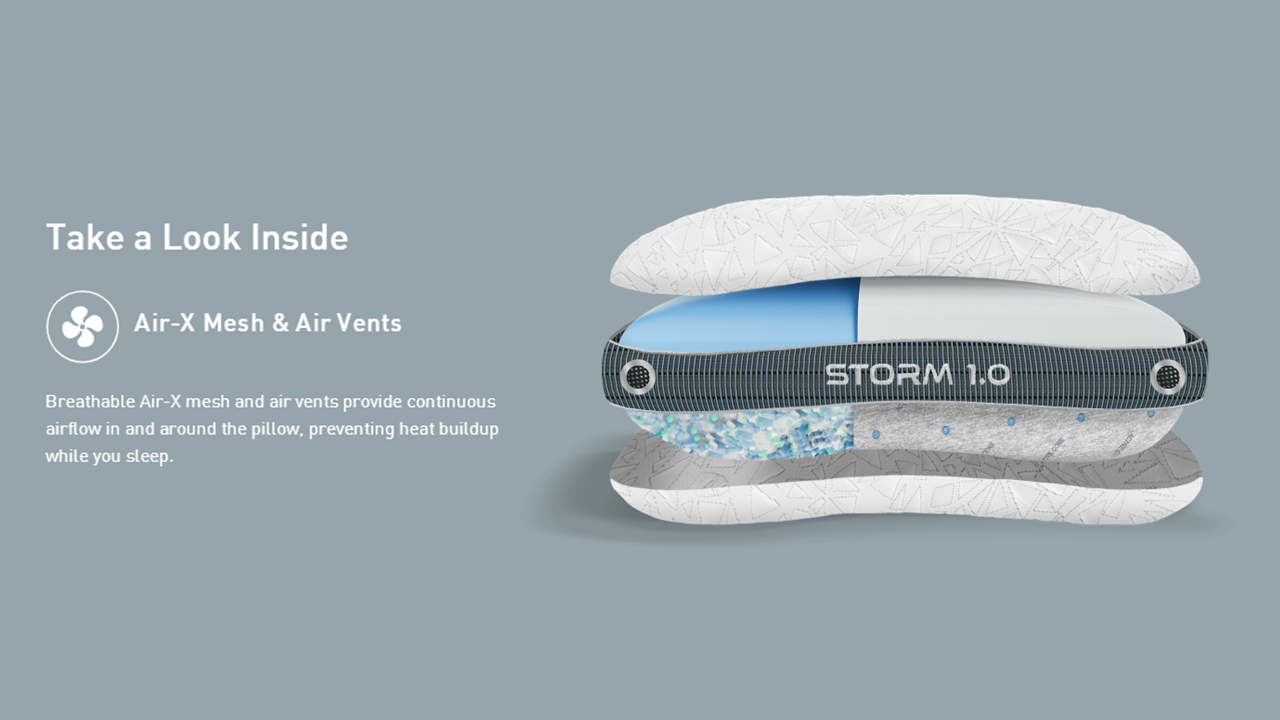 Take a Look Inside
Air-X Mesh & Air Vents
Breathable Air-X mesh and air vents provide continuous
airflow in and around the pillow, preventing heat buildup
while you sleep.
STORM 1.0